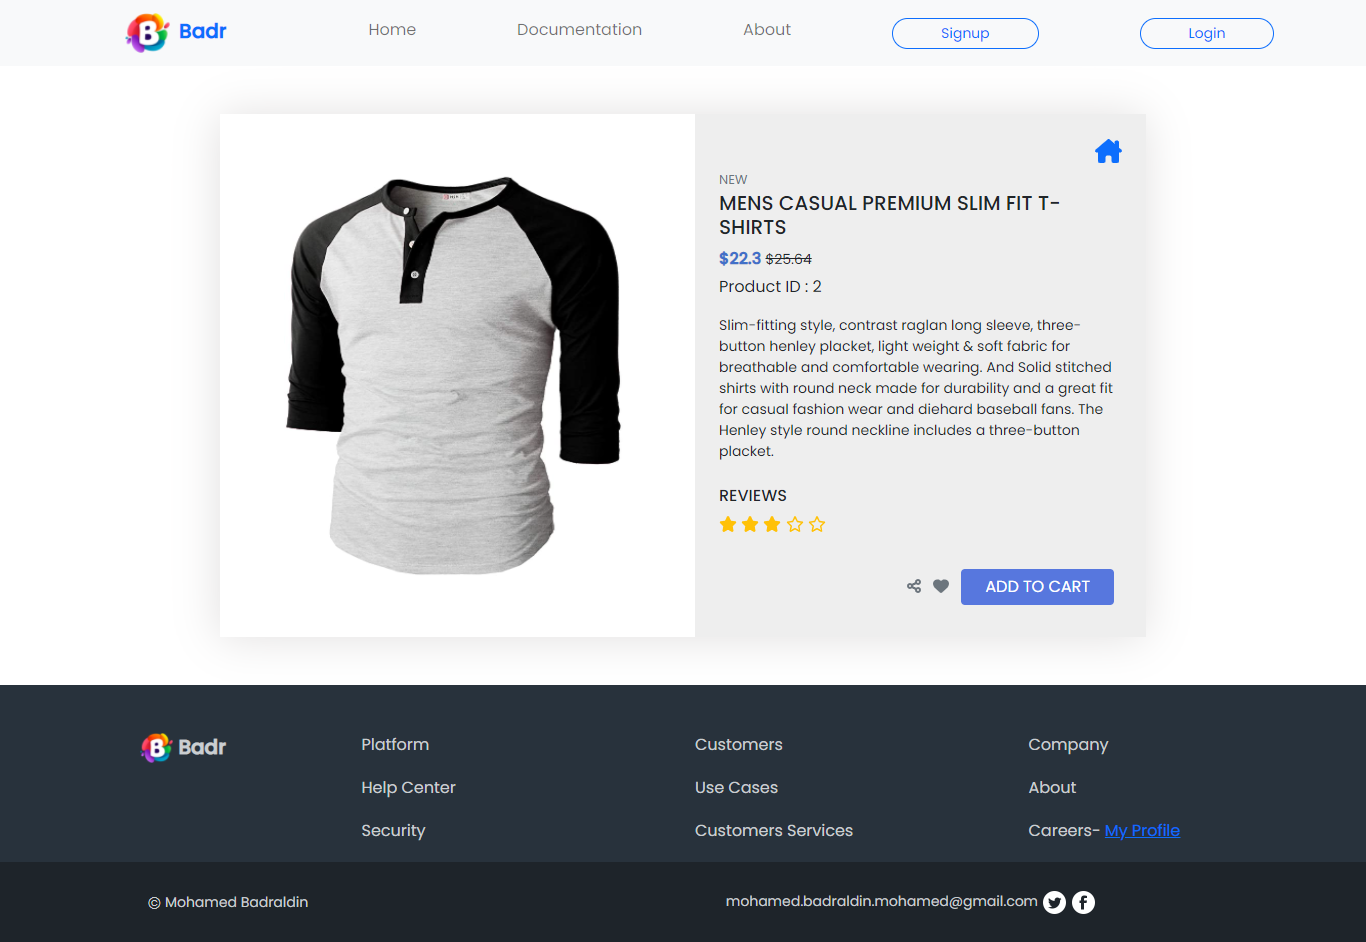 B Badr
Home
Documentation
About
Signup
Login
NEW
MENS CASUAL PREMIUM SLIM FIT T-
SHIRTS
$22.3 $25.64
Product ID : 2
Slim-fitting style, contrast raglan long sleeve, three-
button henley placket, light weight & soft fabric for
breathable and comfortable wearing. And Solid stitched
shirts with round neck made for durability and a great fit
for casual fashion wear and diehard baseball fans. The
Henley style round neckline includes a three-button
placket.
REVIEWS
ADD TO CART
B Badr
Platform
Help Center
Security
Customers
Use Cases
Customers Services
Company
About
Careers- My Profile
© Mohamed Badraldin
mohamed.badraldin.mohamed@gmail.com